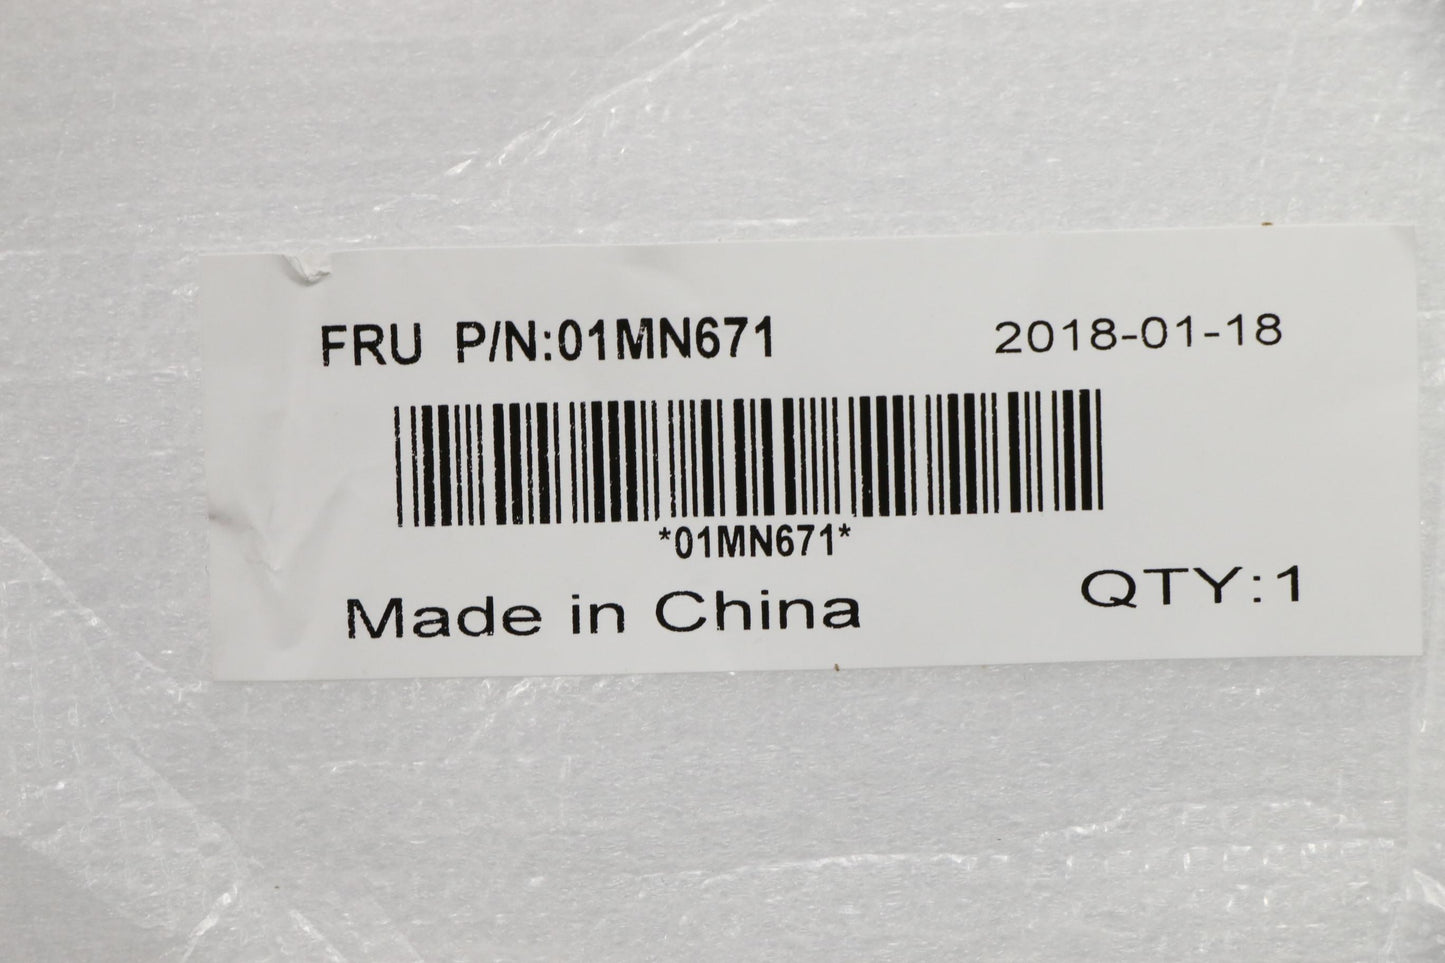 FRU P/N:01MN671 2018-01-18
*01MN671*
Made in China QTY:1